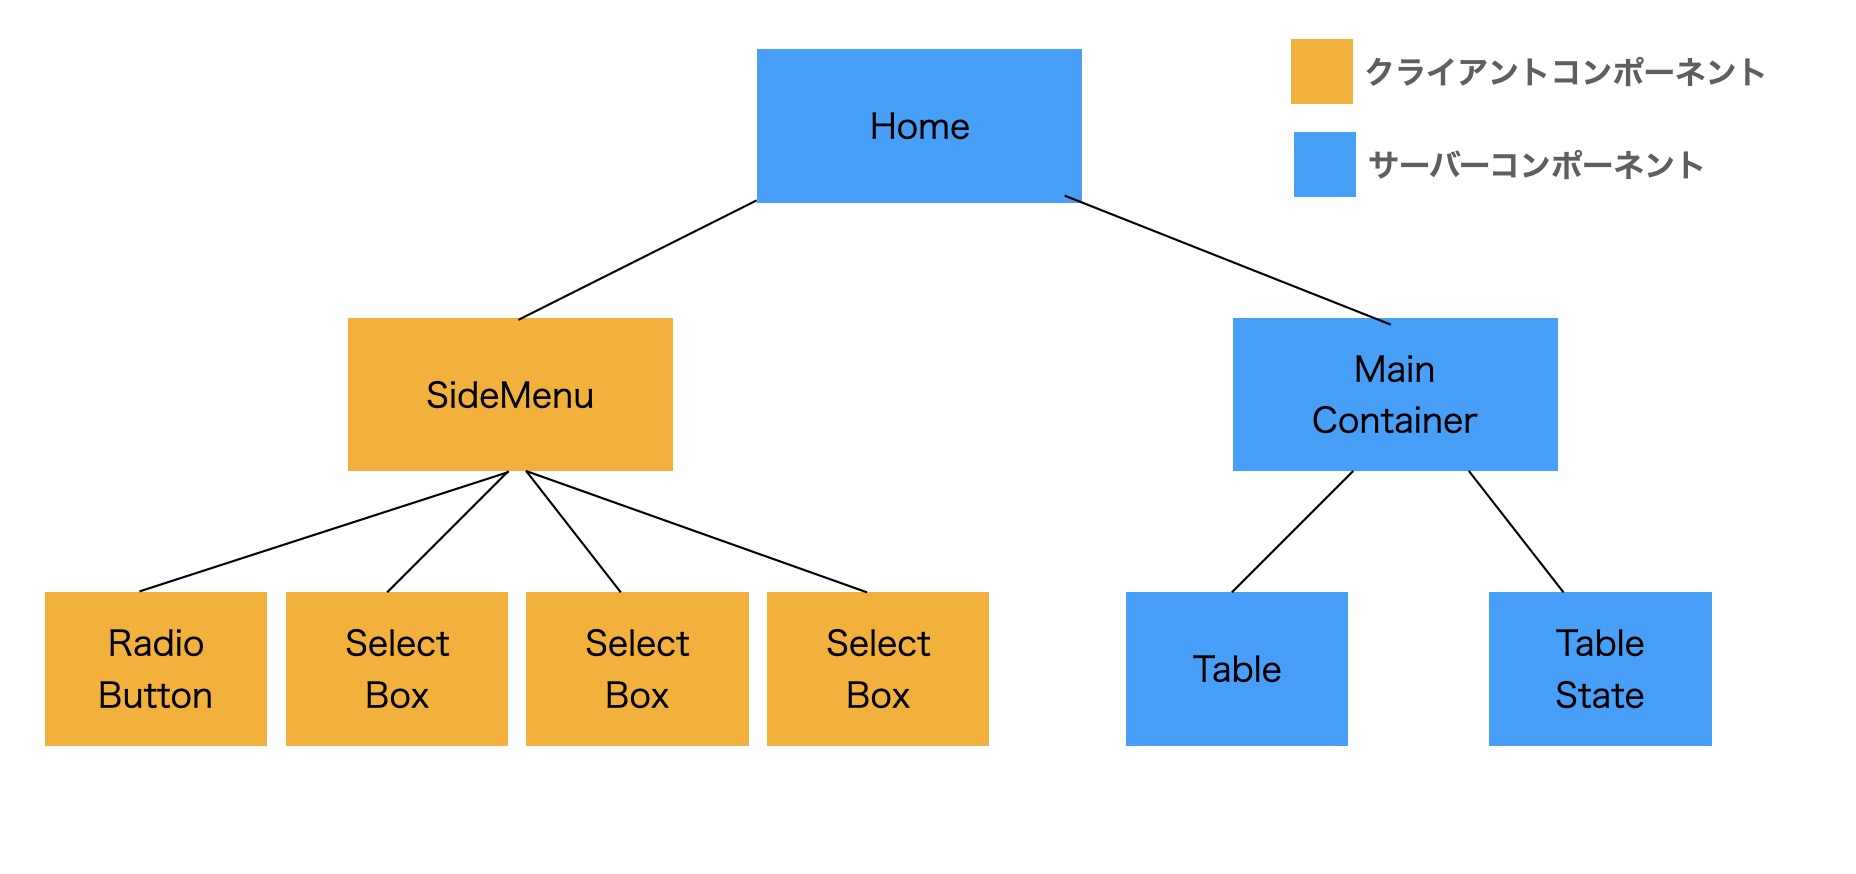 Home
クライアントコンポーネント
サーバーコンポーネント
SideMenu
Main
Container
Radio
Button
Select
Box
Select
Box
Select
Box
Table
Table
State